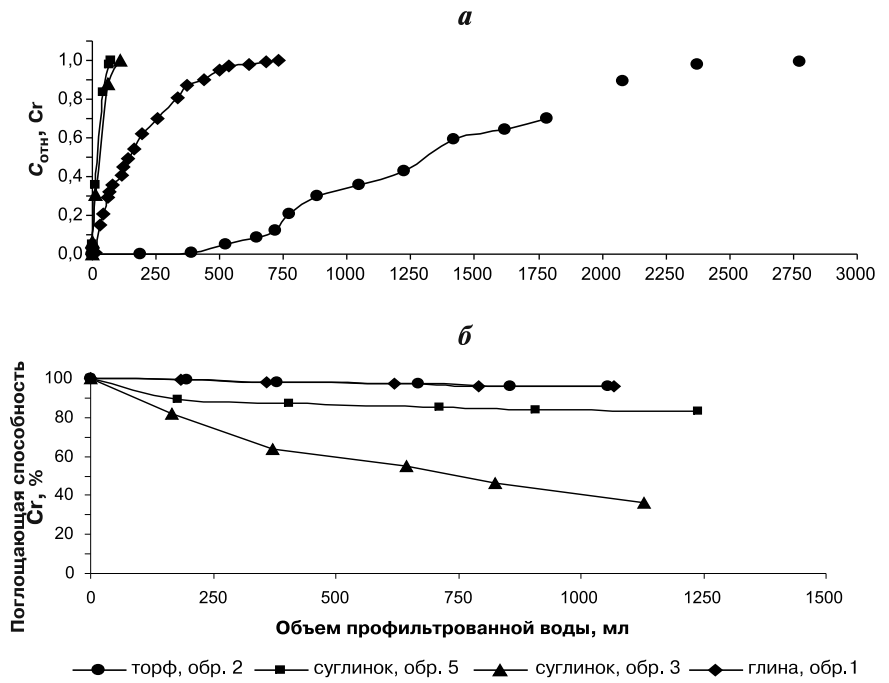 а
Cотн, Cr
1,0
0,8
0,6
0,4
0,2
0,0
0 250 500 750 1000 1250 1500 1750 2000 2250 2500 2750 3000
б
Поглощающая способность
Cr, %
100
80
60
40
20
0
0 250 500 750 1000 1250 1500
Объем профильтрованной воды, мл
торф, обр. 2 суглинок, обр. 5 суглинок, обр. 3 глина, обр.1